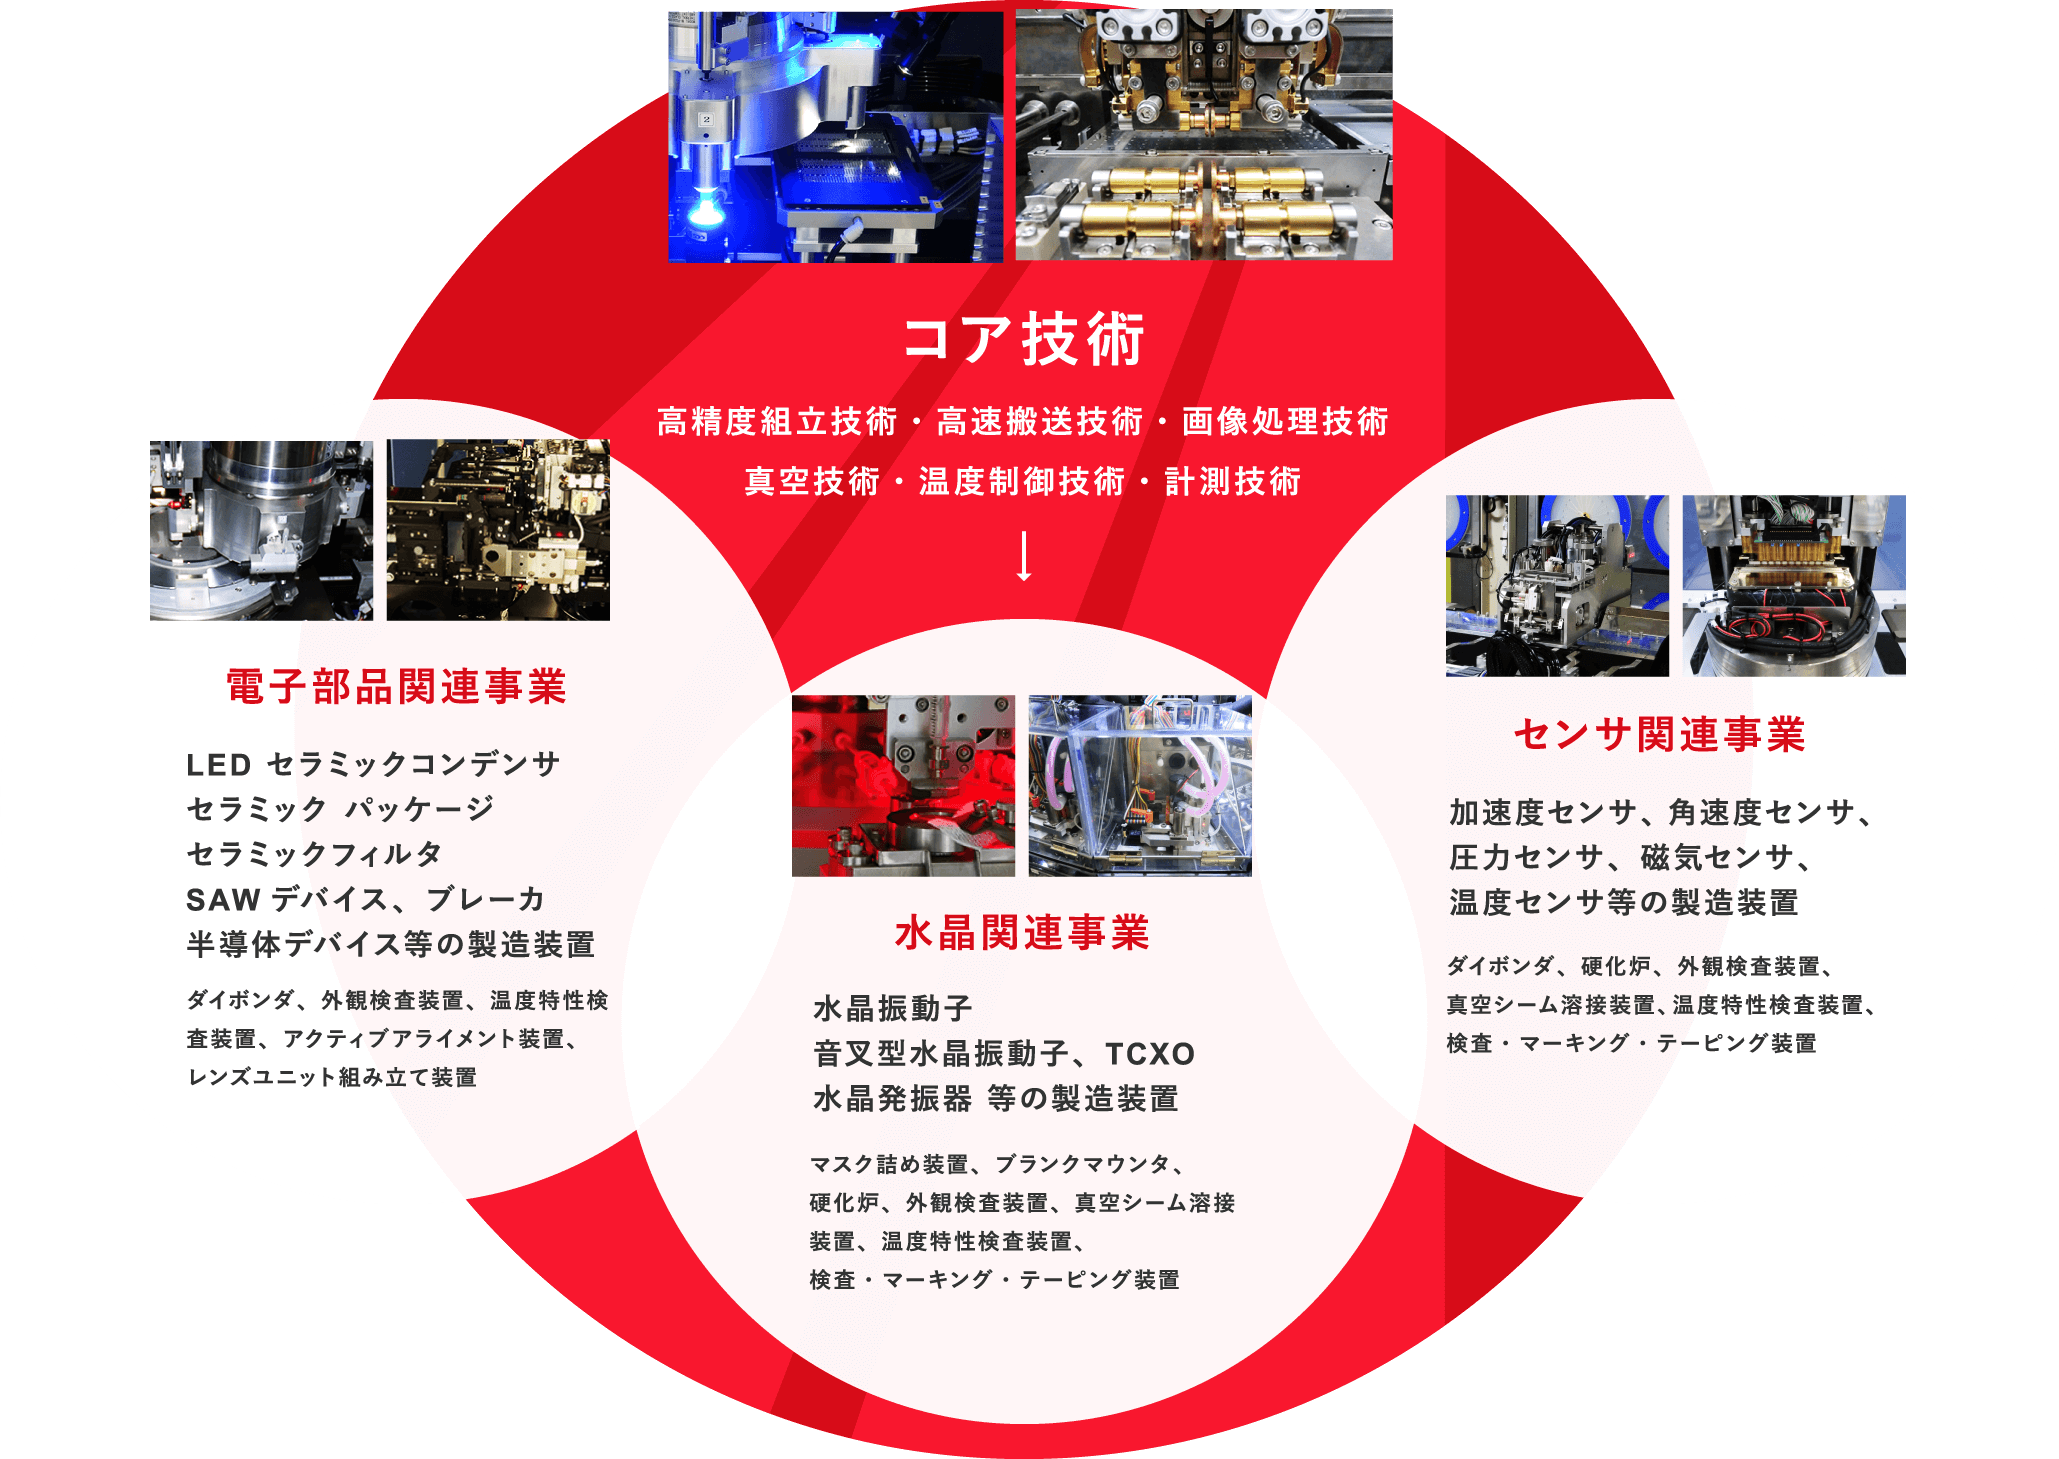 コア技術
高精度組立技術・高速搬送技術・画像処理技術
真空技術・温度制御技術・計測技術
電子部品関連事業
LED セラミックコンデンサ
セラミック パッケージ
セラミックフィルタ
SAW デバイス、ブレーカ
半導体デバイス等の製造装置
ダイボンダ、外観検査装置、温度特性検
査装置、アクティブアライメント装置、
レンズユニット組み立て装置
水晶関連事業
水晶振動子
音叉型水晶振動子、TCXO
水晶発振器 等の製造装置
マスク詰め装置、ブランクマウンタ、
硬化炉、外観検査装置、真空シーム溶接
装置、温度特性検査装置、
検査・マーキング・テーピング装置
センサ関連事業
加速度センサ、角速度センサ、
圧力センサ、磁気センサ、
温度センサ等の製造装置
ダイボンダ、硬化炉、外観検査装置、
真空シーム溶接装置、温度特性検査装置、
検査・マーキング・テーピング装置